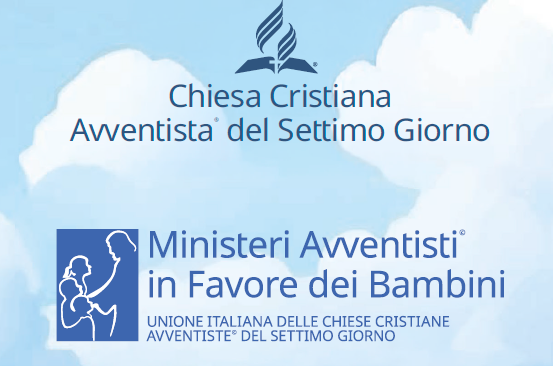 Chiesa Cristiana
Avventista® del Settimo Giorno
Ministeri Avventisti©
in Favore dei Bambini
UNIONE ITALIANA DELLE CHIESE CRISTIANE
AVVENTISTE® DEL SETTIMO GIORNO